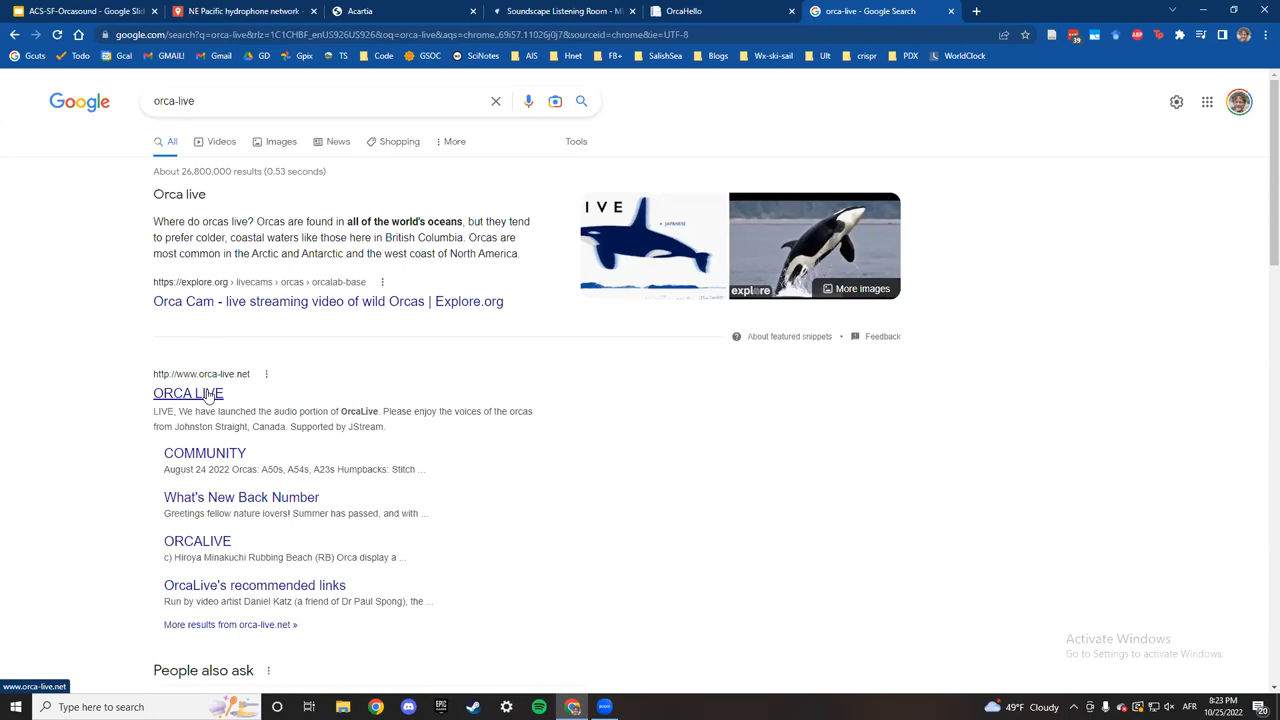 ACS-SF-Orcasound - Google Slid
NE Pacific hydrophone network -
Acartia
Soundscape Listening Room - Mi
OrcaHello
orca-live - Google Search
google.com/search?q=orca-live&rlz=1C1CHBF_enUS926US926&oq=orca-live&aqs=chrome..69i57.11026j0j7&sourceid=chrome&ie=UTF-8
Gcuts
Todo
Gcal
GMAIL!
Gmail
GD
Gpix
TS
Code
GSOC
SciNotes
AIS
Hnet
FB
SalishSea
Blogs
Wx-ski-sail
Ult
crispr
PDX
WorldClock
Google
orca-live
All
Videos
Images
News
Shopping
More
Tools
About 26,800,000 results (0.53 seconds)
Orca live
Where do orcas live? Orcas are found in all of the world's oceans, but they tend
to prefer colder, coastal waters like those here in British Columbia. Orcas are
most common in the Arctic and Antarctic and the west coast of North America.
I V E
JAPANESE
explore
More images
https://explore.org › livecams › orcas › orcalab-base
Orca Cam - live streaming video of wild Orcas | Explore.org
About featured snippets • Feedback
http://www.orca-live.net
ORCA LIVE
LIVE, We have launched the audio portion of OrcaLive. Please enjoy the voices of the orcas
from Johnston Straight, Canada. Supported by JStream.
COMMUNITY
August 24 2022 Orcas: A50s, A54s, A23s Humpbacks: Stitch ...
What's New Back Number
Greetings fellow nature lovers! Summer has passed, and with ...
ORCALIVE
c) Hiroya Minakuchi Rubbing Beach (RB) Orca display a ...
OrcaLive's recommended links
Run by video artist Daniel Katz (a friend of Dr Paul Spong), the ...
More results from orca-live.net »
People also ask
Activate Windows
Go to Settings to activate Windows.
www.orca-live.net
Type here to search
49°F Cloudy
8:23 PM
10/25/2022